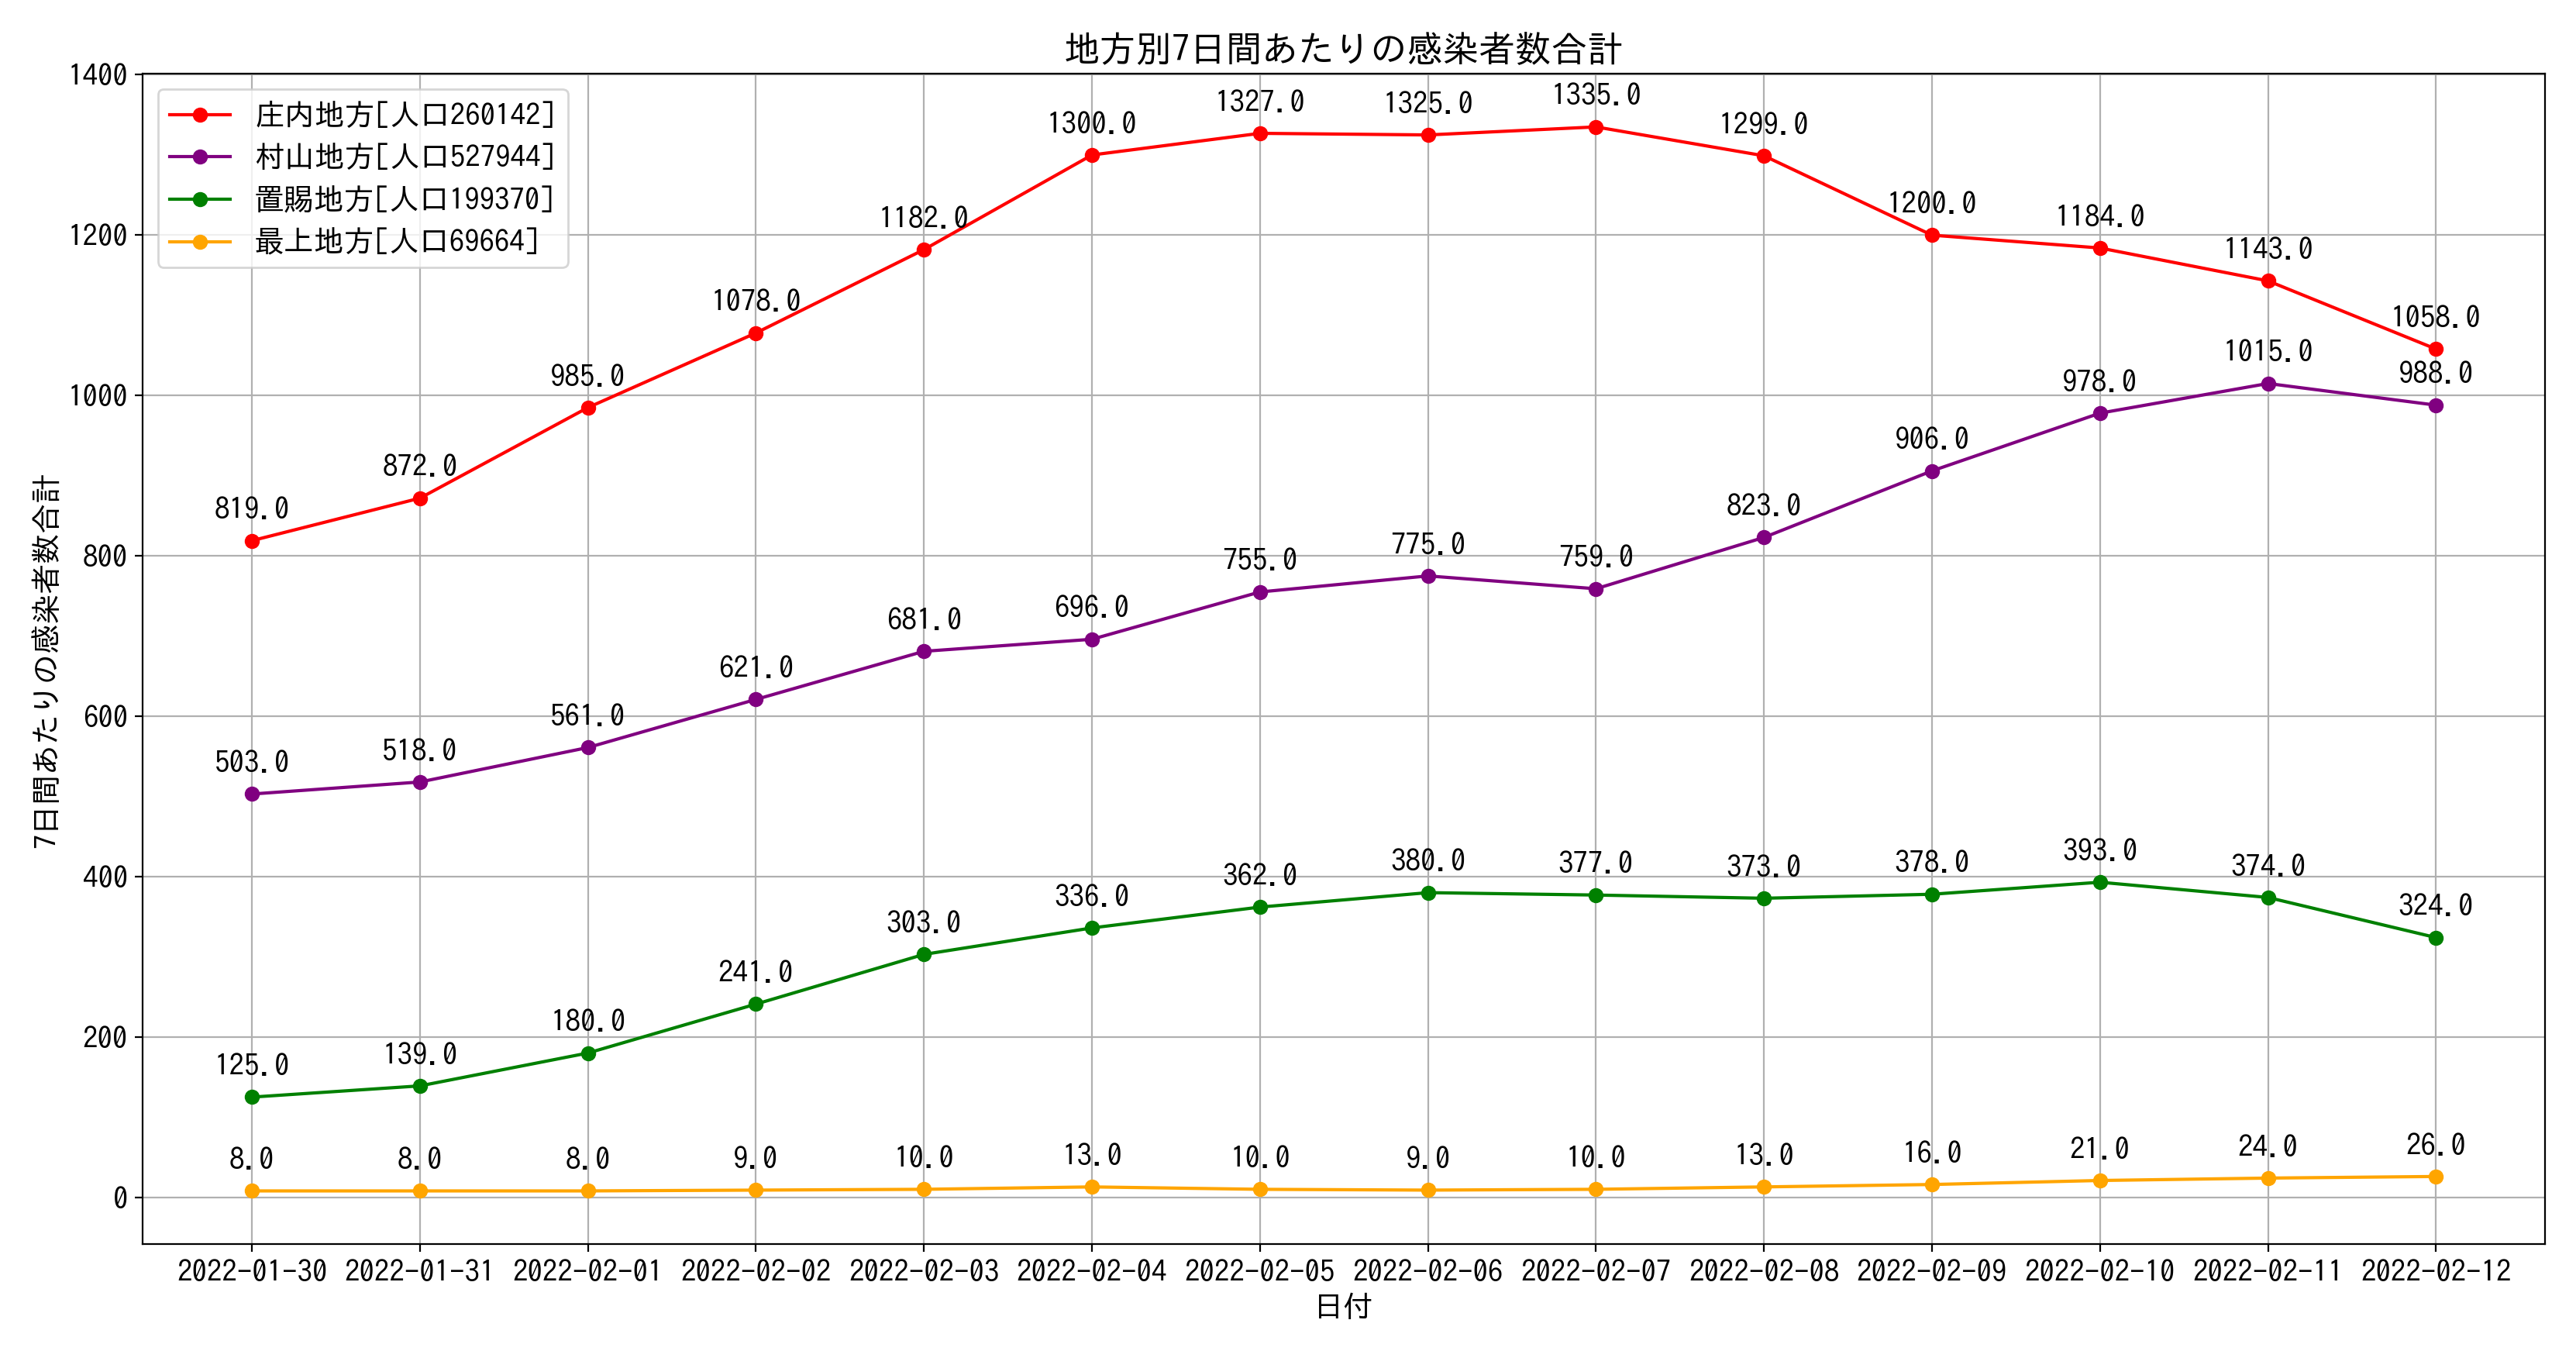 地方別7日間あたりの感染者数合計
1400
1200
1000
800
600
400
200
0
7日間あたりの感染者数合計
庄内地方[人口260142]
村山地方[人口527944]
置賜地方[人口199370]
最上地方[人口69664]
819.0 872.0 985.0 1078.0 1182.0 1300.0 1327.0 1325.0 1335.0 1299.0 1200.0 1184.0 1143.0 1058.0
503.0 518.0 561.0 621.0 681.0 696.0 755.0 775.0 759.0 823.0 906.0 978.0 1015.0 988.0
125.0 139.0 180.0 241.0 303.0 336.0 362.0 380.0 377.0 373.0 378.0 393.0 374.0 324.0
8.0 8.0 8.0 9.0 10.0 13.0 10.0 9.0 10.0 13.0 16.0 21.0 24.0 26.0
2022-01-30 2022-01-31 2022-02-01 2022-02-02 2022-02-03 2022-02-04 2022-02-05 2022-02-06 2022-02-07 2022-02-08 2022-02-09 2022-02-10 2022-02-11 2022-02-12
日付